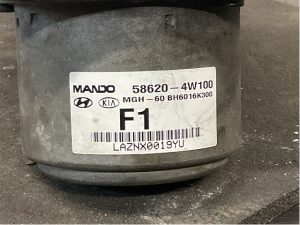 MANDO 58620-4W100
KIA MGH-60 BH6016K300
F1
LAZNX0019YU